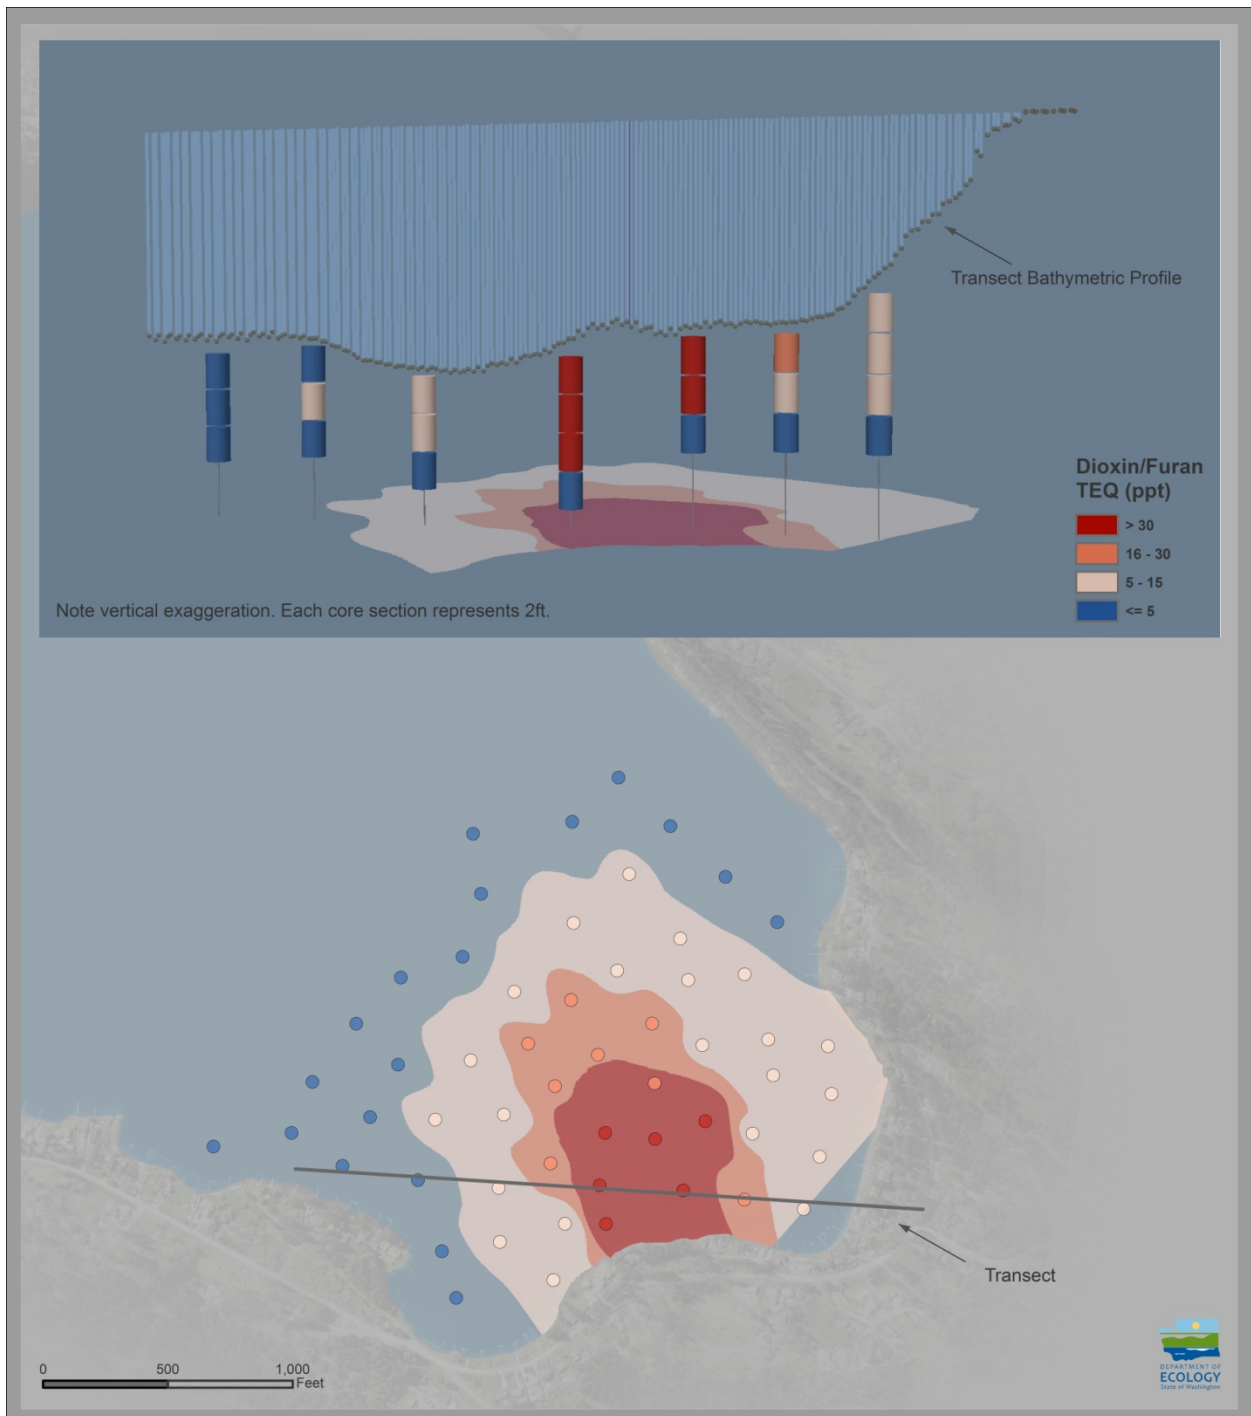 Transect Bathymetric Profile
Dioxin/Furan
TEQ (ppt)
> 30
16 - 30
5 - 15
<= 5
Note vertical exaggeration. Each core section represents 2ft.
Transect
0 500 1,000
Feet
DEPARTMENT OF
ECOLOGY
State of Washington